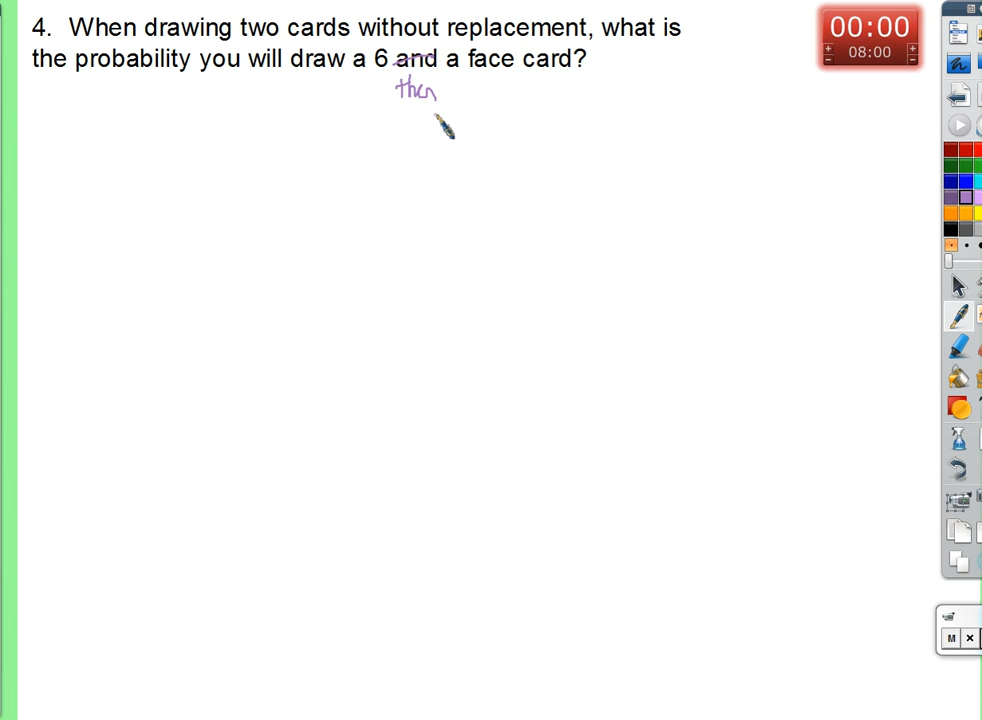 4. When drawing two cards without replacement, what is
the probability you will draw a 6 and a face card?
then
00:00
08:00
M